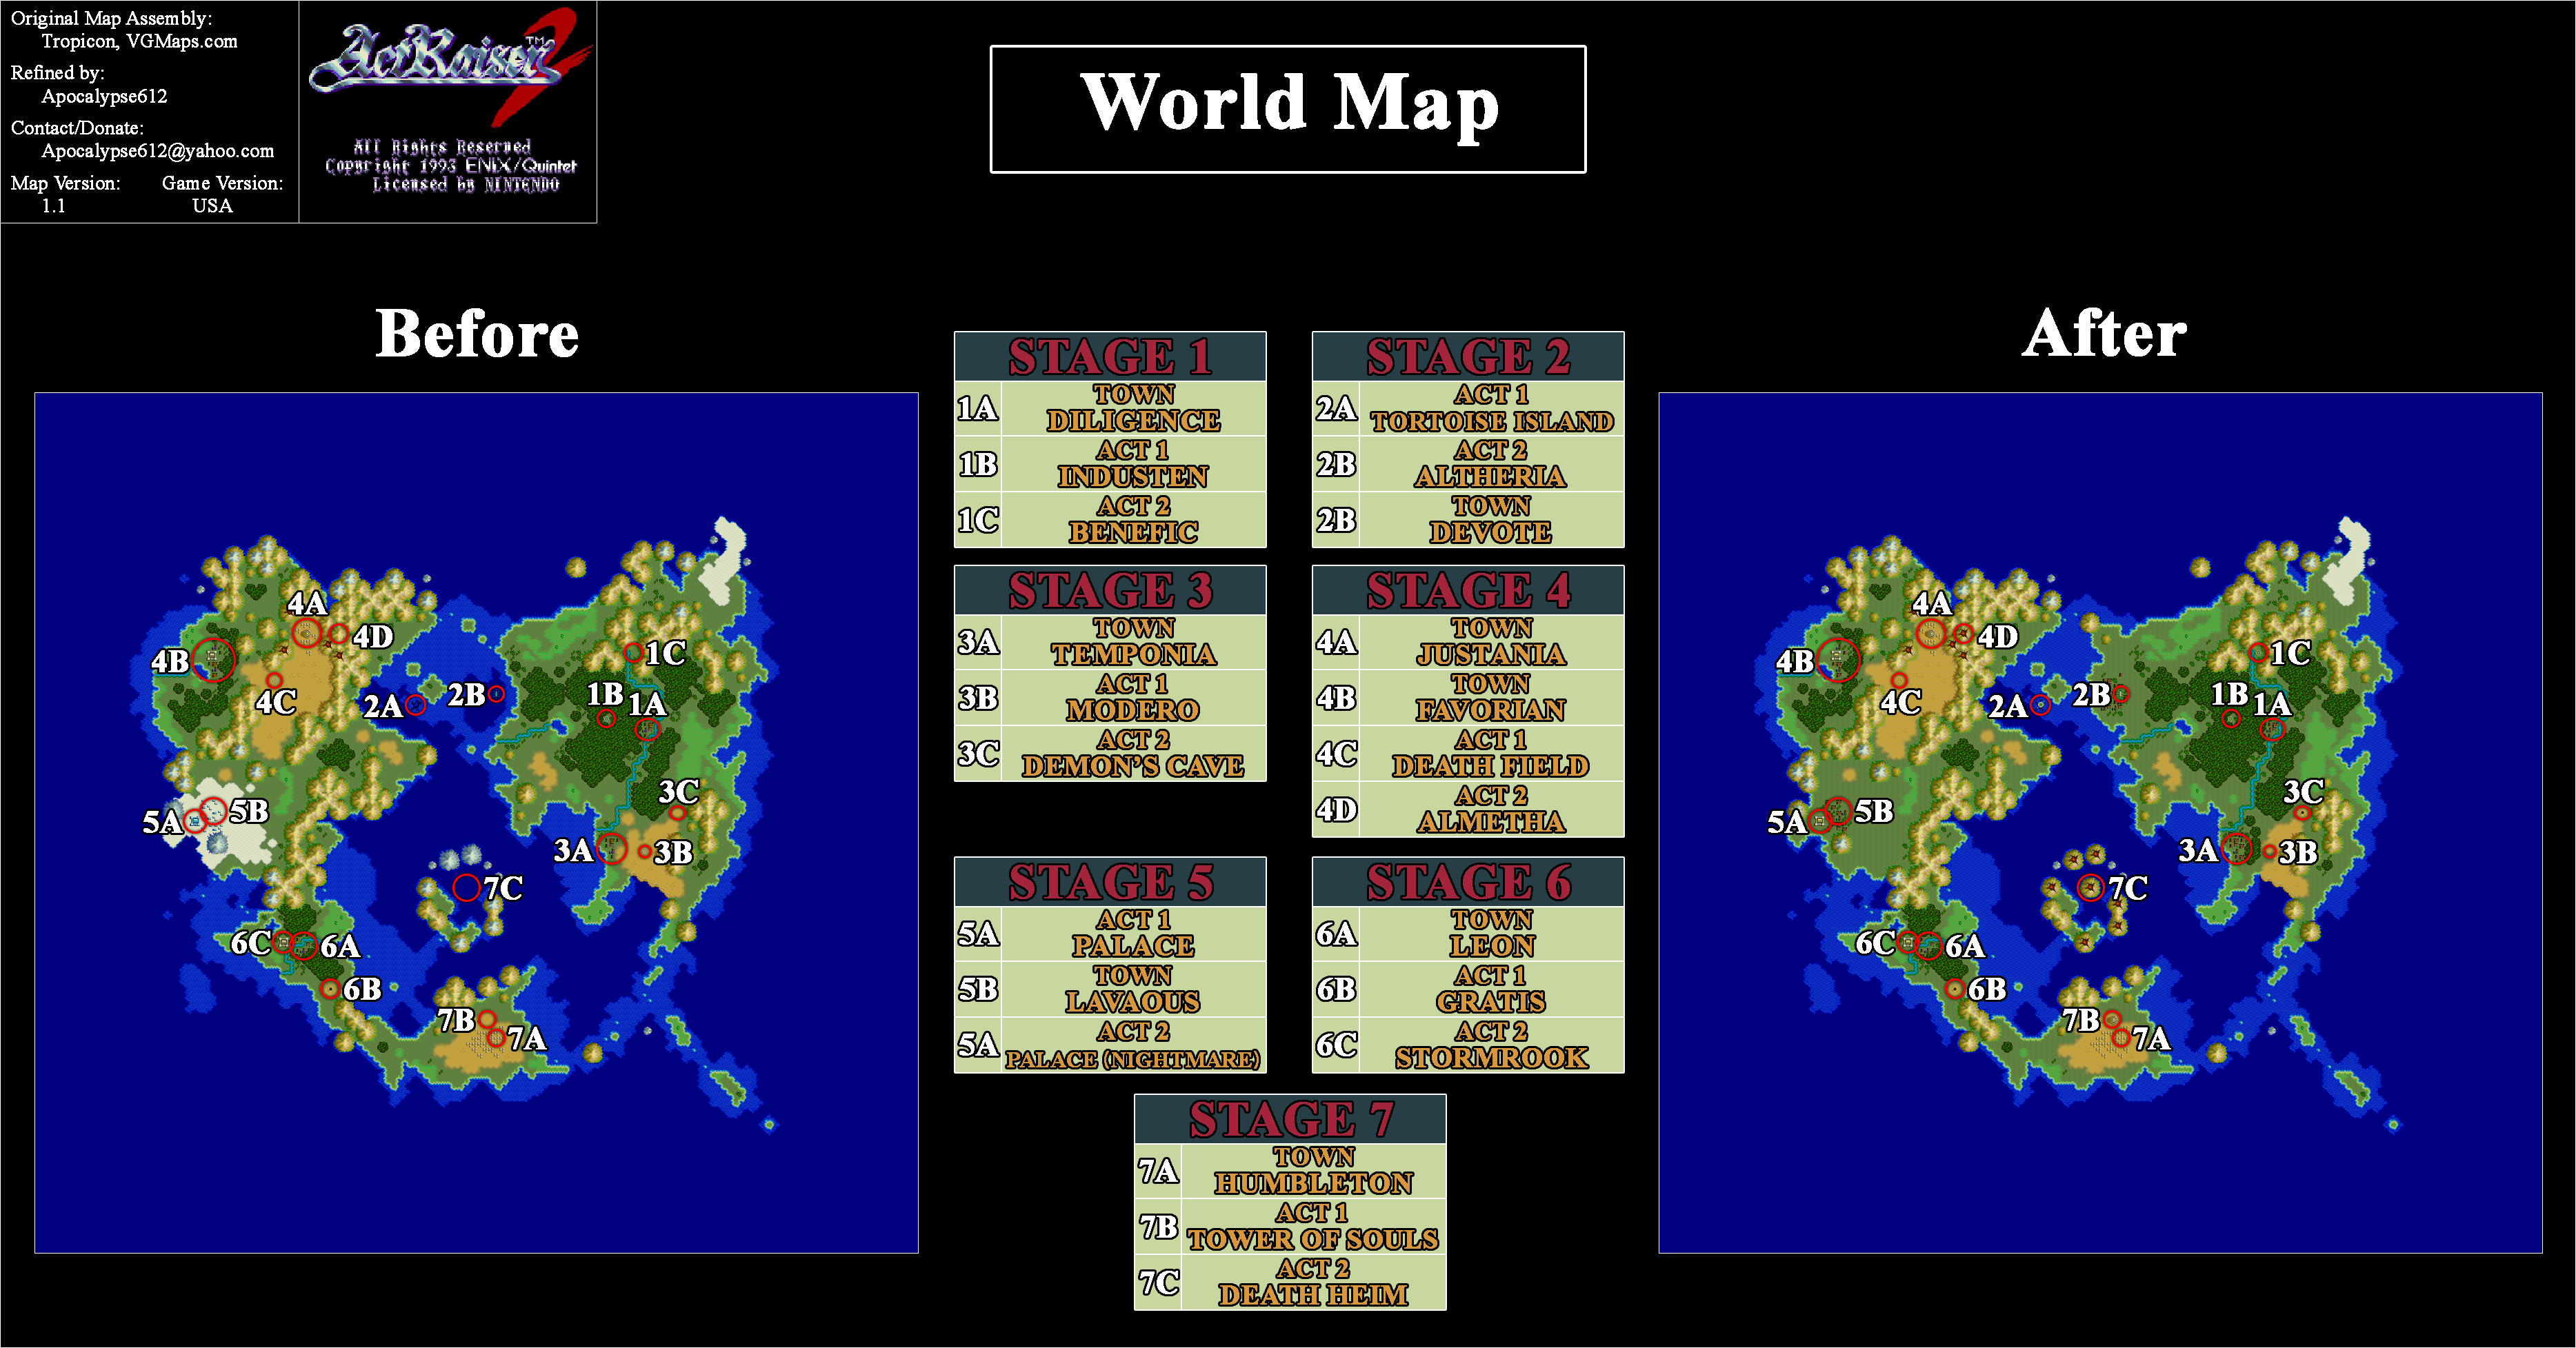 Original Map Assembly:
Tropicon, VGMaps.com
Refined by:
Apocalypse612
Contact/Donate:
Apocalypse612@yahoo.com
Map Version:
1.1
Game Version:
USA
ActRaiser 2
TM
All Rights Reserved
Copyright 1993 ENIX/Quintet
Licensed by NINTENDO
World Map
Before
4A
4D
4B
4C
2A
2B
1C
1B
1A
5A
5B
3C
3A
3B
7C
6C
6A
6B
7B
7A
STAGE 1
1A
TOWN
DILIGENCE
1B
ACT 1
INDUSTEN
1C
ACT 2
BENEFIC
STAGE 2
2A
ACT 1
TORTOISE ISLAND
2B
ACT 2
ALTHERIA
2B
TOWN
DEVOTE
STAGE 3
3A
TOWN
TEMPONIA
3B
ACT 1
MODERO
3C
ACT 2
DEMON'S CAVE
STAGE 4
4A
TOWN
JUSTANIA
4B
TOWN
FAVORIAN
4C
ACT 1
DEATH FIELD
4D
ACT 2
ALMETHA
STAGE 5
5A
ACT 1
PALACE
5B
TOWN
LAVAOUS
5A
ACT 2
PALACE (NIGHTMARE)
STAGE 6
6A
TOWN
LEON
6B
ACT 1
GRATIS
6C
ACT 2
STORMROOK
STAGE 7
7A
TOWN
HUMBLETON
7B
ACT 1
TOWER OF SOULS
7C
ACT 2
DEATH HEIM
After
4A
4D
4B
4C
2A
2B
1C
1B
1A
5A
5B
3C
3A
3B
7C
6C
6A
6B
7B
7A